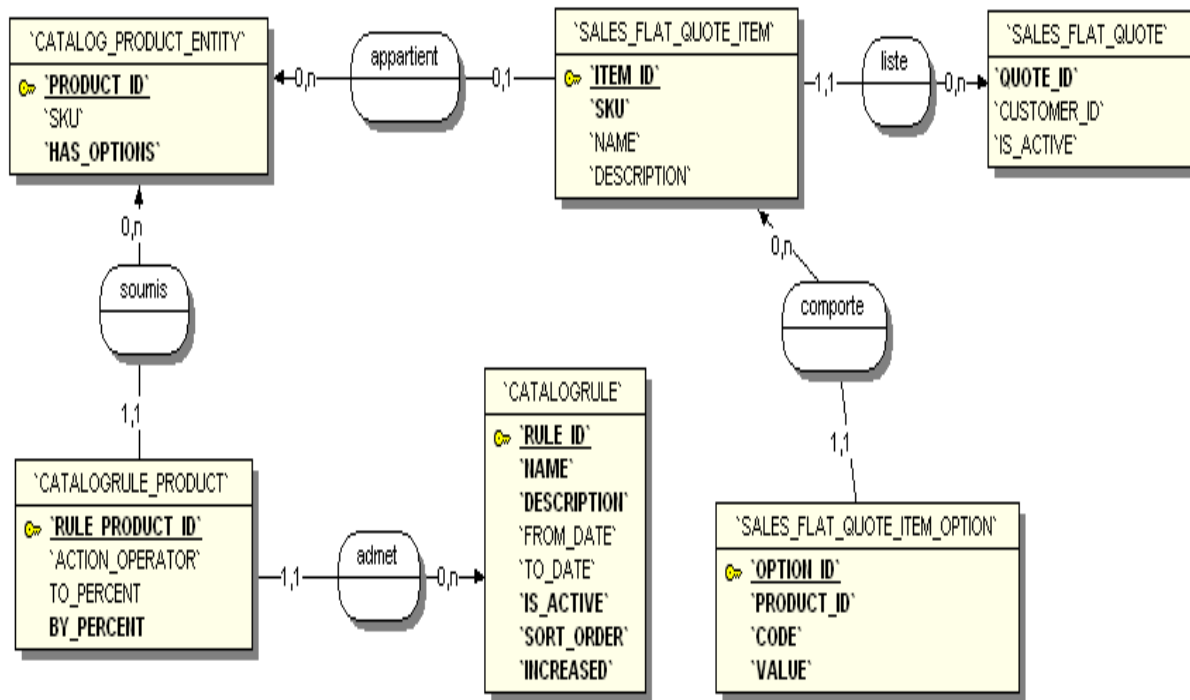 `CATALOG_PRODUCT_ENTITY`
`PRODUCT_ID`
`SKU`
`HAS_OPTIONS`
0,n
appartient
0,1
`SALES_FLAT_QUOTE_ITEM`
`ITEM_ID`
`SKU`
`NAME`
`DESCRIPTION`
1,1
liste
0,n
`SALES_FLAT_QUOTE`
`QUOTE_ID`
`CUSTOMER_ID`
`IS_ACTIVE`
0,n
soumis
1,1
0,n
comporte
1,1
`CATALOGRULE_PRODUCT`
`RULE_PRODUCT_ID`
`ACTION_OPERATOR`
TO_PERCENT
BY_PERCENT
1,1
admet
0,n
`CATALOGRULE`
`RULE_ID`
`NAME`
`DESCRIPTION`
`FROM_DATE`
`TO_DATE`
`IS_ACTIVE`
`SORT_ORDER`
`INCREASED`
`SALES_FLAT_QUOTE_ITEM_OPTION`
`OPTION_ID`
`PRODUCT_ID`
`CODE`
`VALUE`